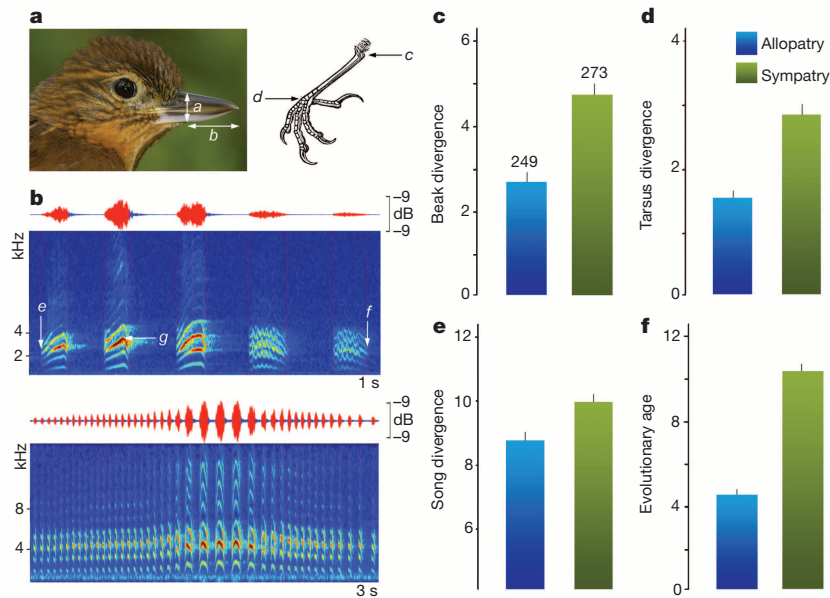 a
a
b
c
d
b
–9
dB
–9
kHz
e
f
g
4
2
1 s
–9
dB
–9
kHz
8
4
3 s
c
6
4
2
0
Beak divergence
249
273
d
4
2
0
Tarsus divergence
Allopatry
Sympatry
e
12
10
8
6
Song divergence
f
12
8
4
0
Evolutionary age